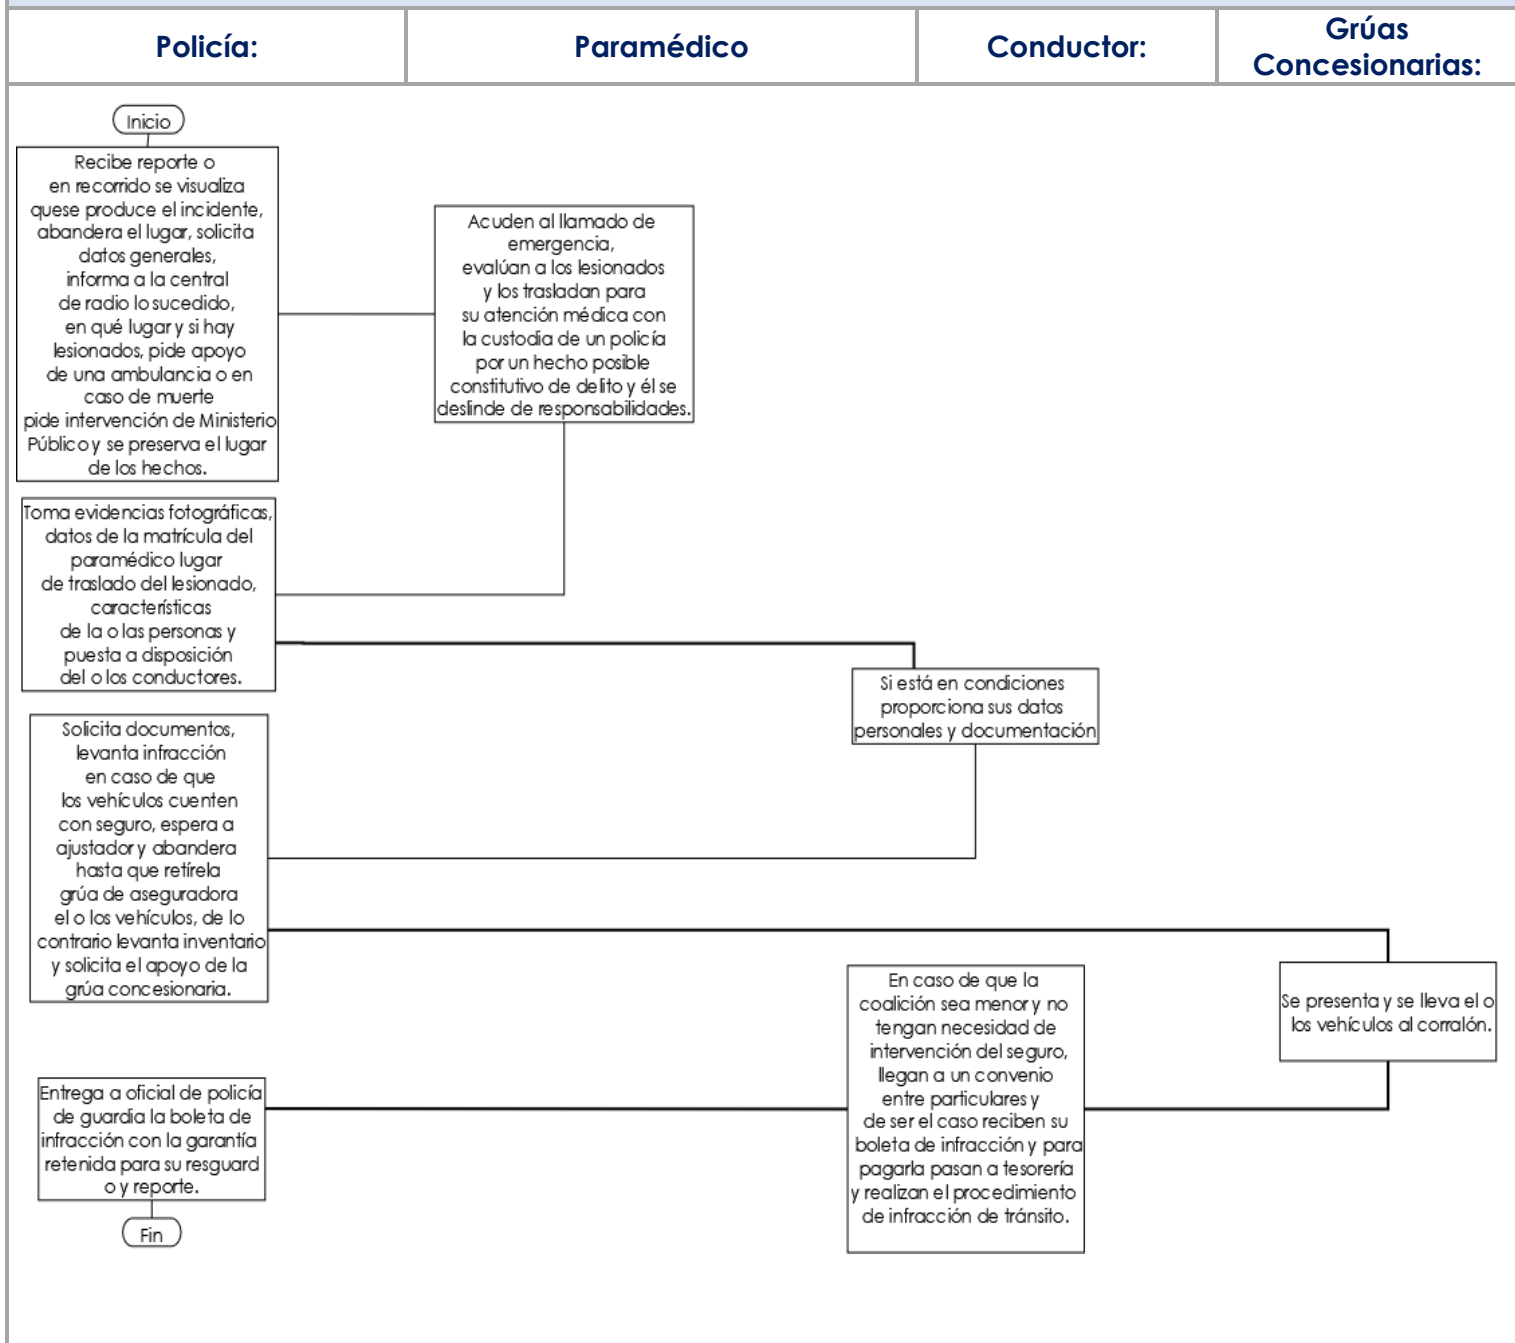 Policía:
Paramédico
Conductor:
Grúas
Concesionarias:
Inicio
Recibe reporte o
en recorrido se visualiza
quese produce el incidente,
abandera el lugar, solicita
datos generales,
informa a la central
de radio lo sucedido,
en qué lugar y si hay
lesionados, pide apoyo
de una ambulancia o en
caso de muerte
pide intervención de Ministerio
Público y se preserva el lugar
de los hechos.
Acuden al llamado de
emergencia,
evalúan a los lesionados
y los trasladan para
su atención médica con
la custodia de un policía
por un hecho posible
constitutivo de delito y él se
deslinde de responsabilidades.
Toma evidencias fotográficas,
datos de la matrícula del
paramédico lugar
de traslado del lesionado,
características
de la o las personas y
puesta a disposición
del o los conductores.
Si está en condiciones
proporciona sus datos
personales y documentación
Solicita documentos,
levanta infracción
en caso de que
los vehículos cuenten
con seguro, espera a
ajustador y abandera
hasta que retírela
grúa de aseguradora
el o los vehículos, de lo
contrario levanta inventario
y solicita el apoyo de la
grúa concesionaria.
Se presenta y se lleva el o
los vehículos al corralón.
En caso de que la
coalición sea menor y no
tengan necesidad de
intervención del seguro,
llegan a un convenio
entre particulares y
de ser el caso reciben su
boleta de infracción y para
pagarla pasan a tesorería
y realizan el procedimiento
de infracción de tránsito.
Entrega a oficial de policía
de guardia la boleta de
infracción con la garantía
retenida para su resguard
o y reporte.
Fin